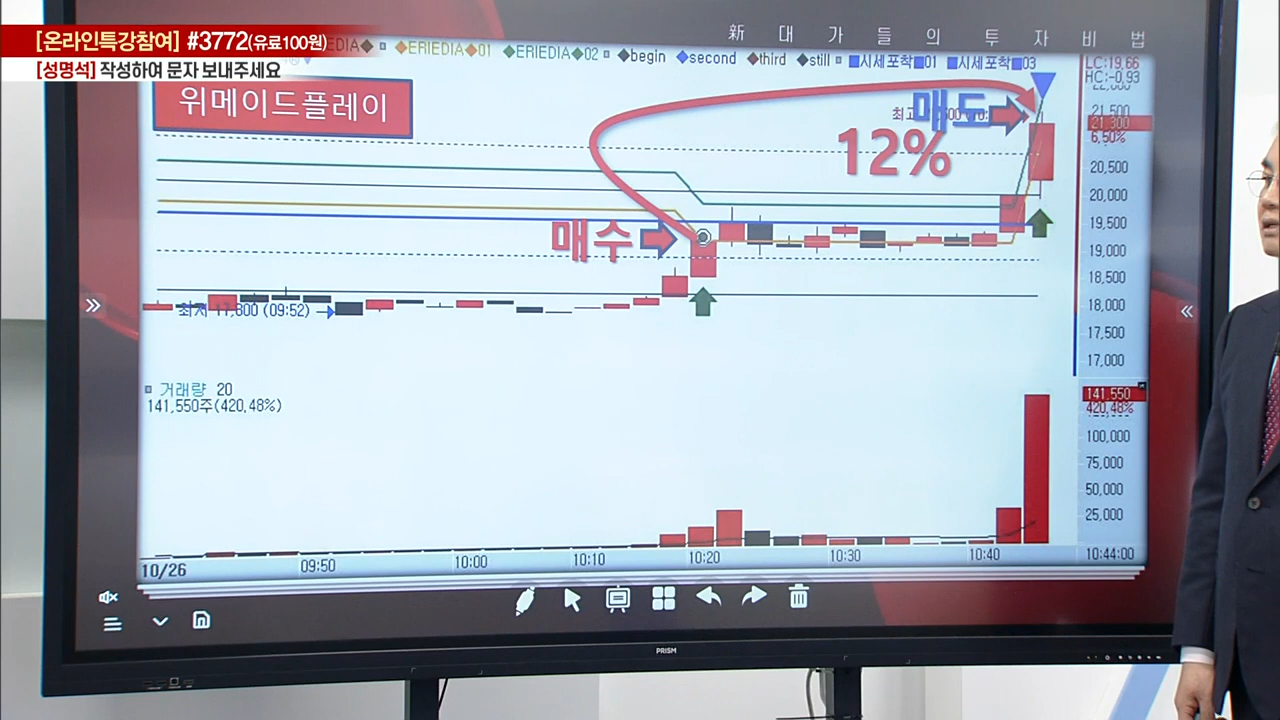 [온라인특강참여] #3772(유료100원)
[성명석] 작성하여 문자 보내주세요
新 대 가 들 의 투 자 비 법
ERIEDIA 01 ERIEDIA 02 begin second third still 시세포착 01 시세포착 03
LC:19.66
HC:-0.93
위메이드플레이
매도
12%
매수
최저 17,800 (09:52)
22,000
21,500
21,300
6.50%
20,500
20,000
19,500
19,000
18,500
18,000
17,500
17,000
거래량 20
141,550주(420.48%)
141,550
420.48%
100,000
75,000
50,000
25,000
10/26 09:50 10:00 10:10 10:20 10:30 10:40 10:44:00
PRISM